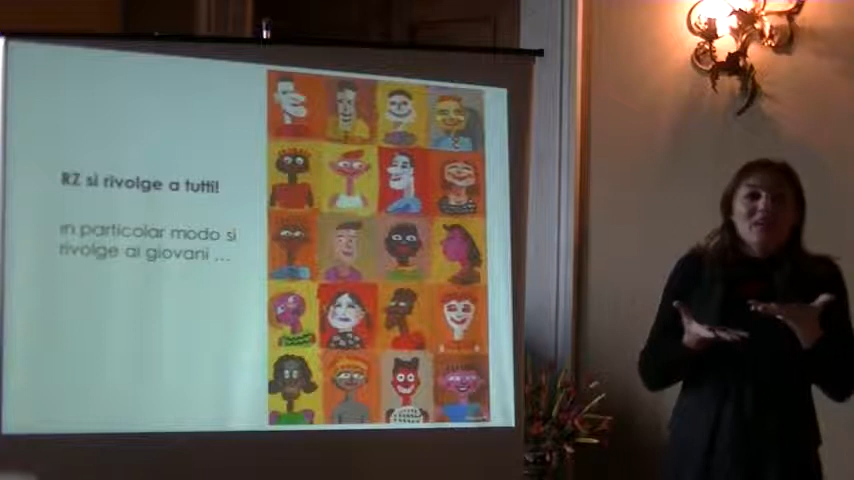 RZ si rivolge a tutti!
In particolar modo si
rivolge ai giovani ...